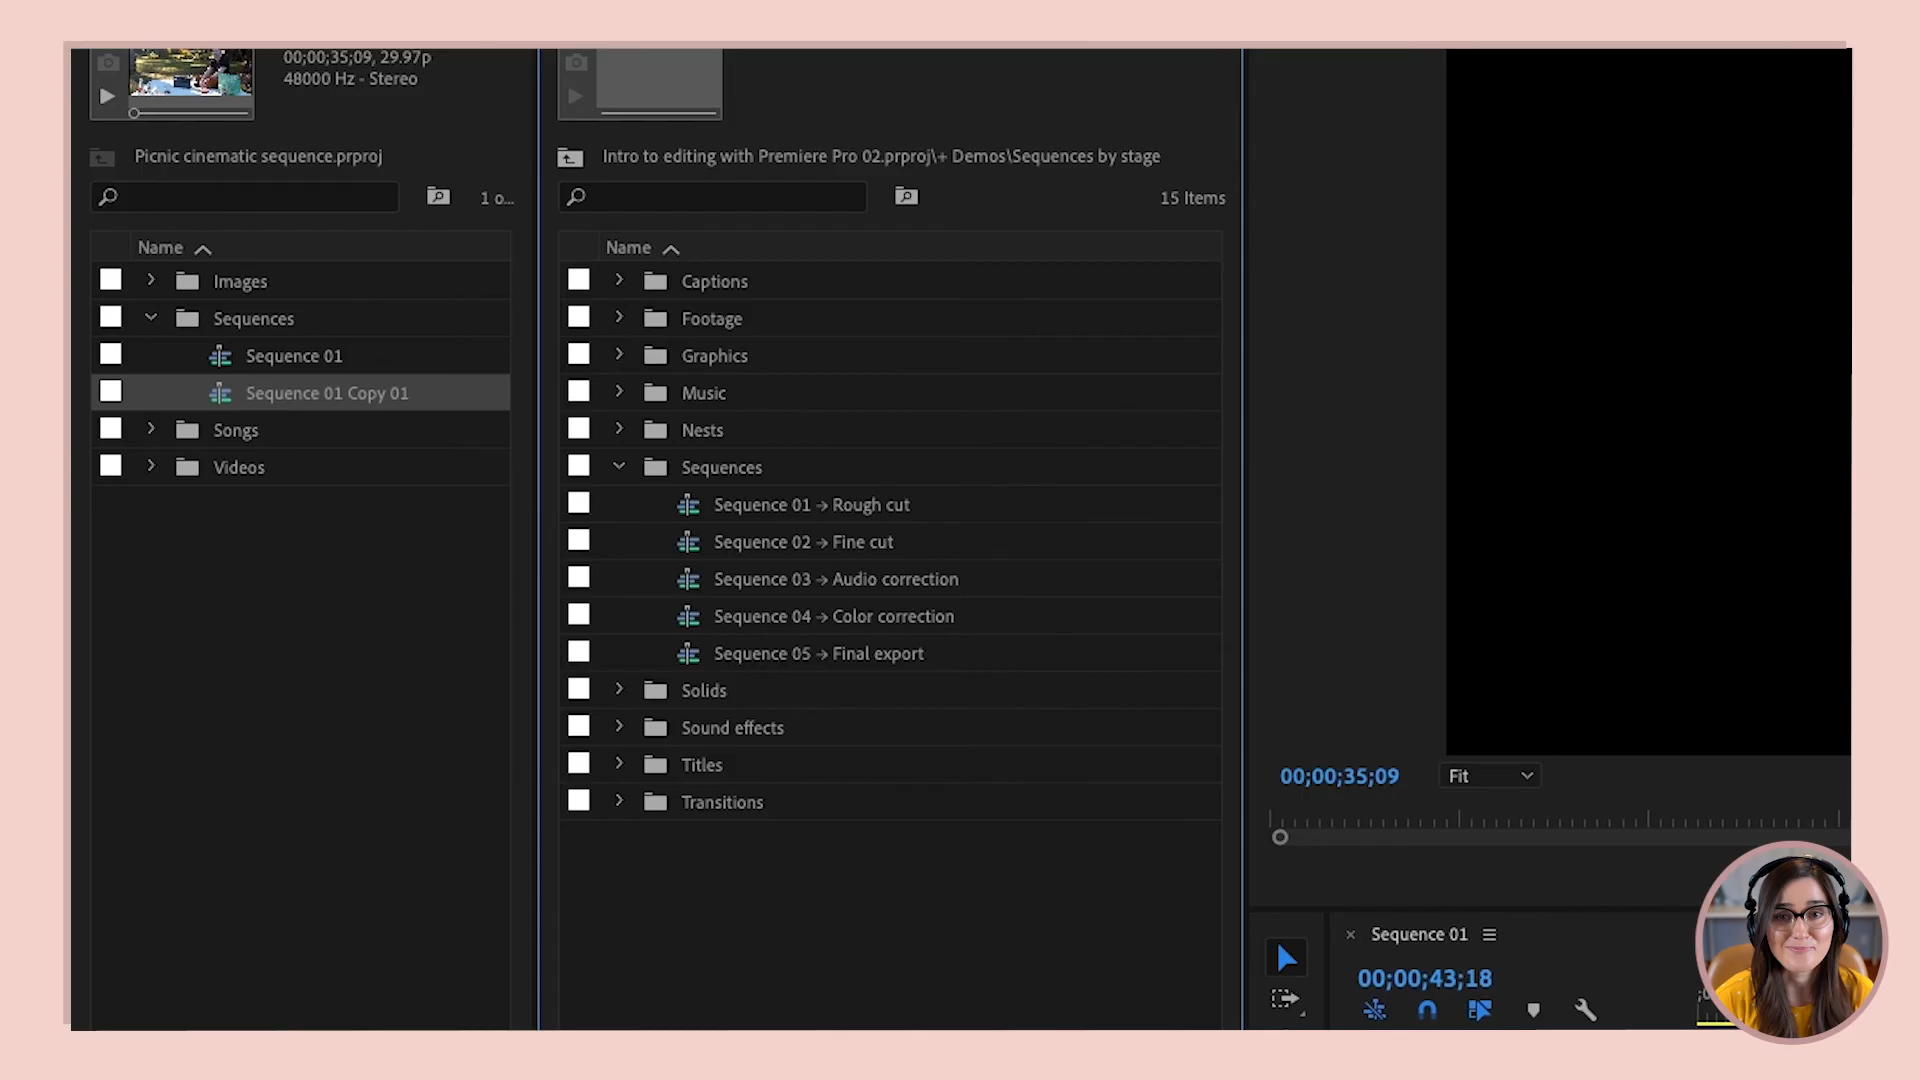 00;00;35;09, 29.97p
48000 Hz - Stereo
Picnic cinematic sequence.prproj
1 o...
Name
Images
Sequences
Sequence 01
Sequence 01 Copy 01
Songs
Videos
Intro to editing with Premiere Pro 02.prproj\+ Demos\Sequences by stage
15 Items
Name
Captions
Footage
Graphics
Music
Nests
Sequences
Sequence 01 → Rough cut
Sequence 02 → Fine cut
Sequence 03 → Audio correction
Sequence 04 → Color correction
Sequence 05 → Final export
Solids
Sound effects
Titles
Transitions
00;00;35;09
Fit
Sequence 01
00;00;43;18